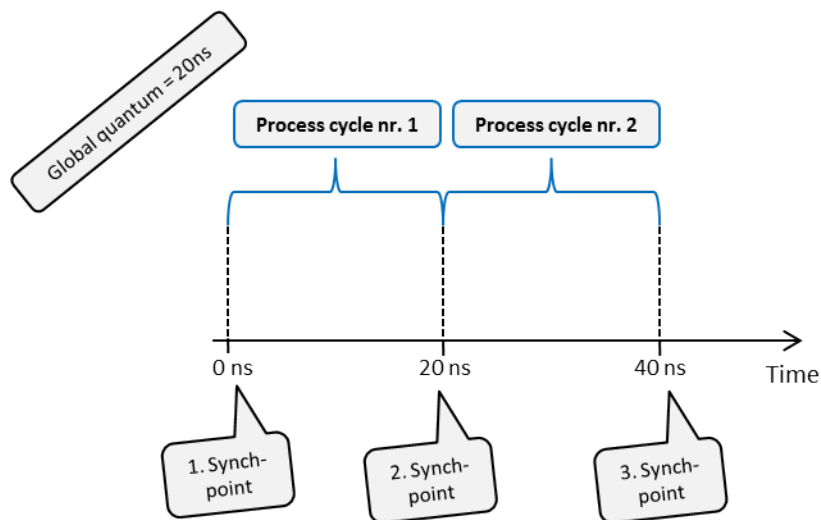 Global quantum = 20ns
Process cycle nr. 1
Process cycle nr. 2
0 ns
20 ns
40 ns
Time
1. Synch-
point
2. Synch-
point
3. Synch-
point